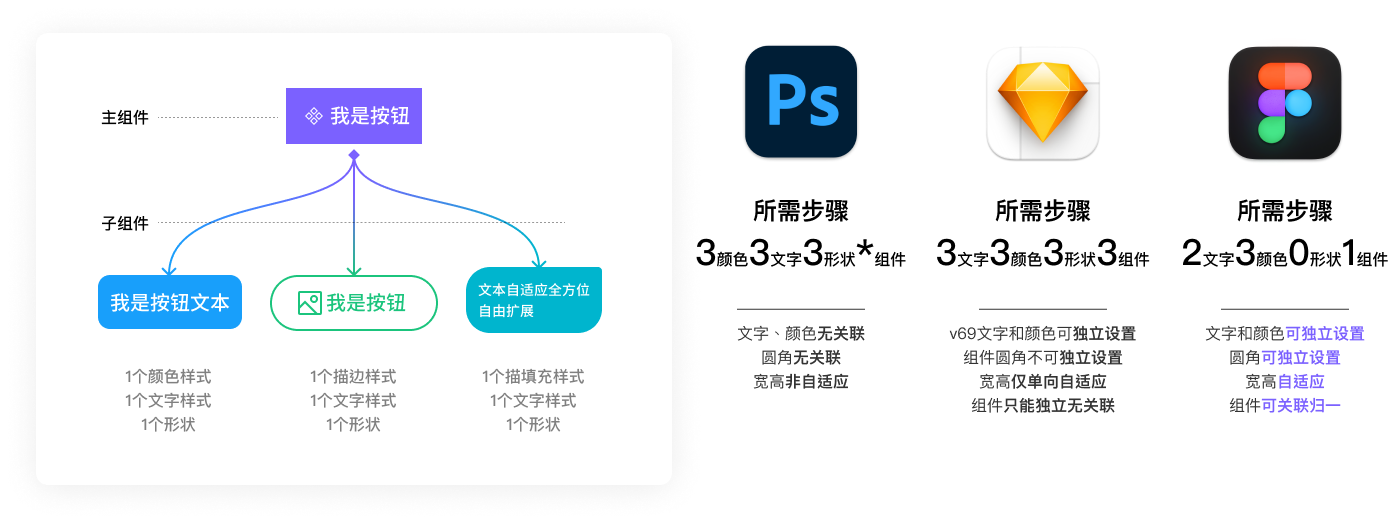 主组件
我是按钮
子组件
我是按钮文本
我是按钮
文本自适应全方位
自由扩展
1个颜色样式
1个文字样式
1个形状
1个描边样式
1个文字样式
1个形状
1个描填充样式
1个文字样式
1个形状
Ps
所需步骤
3颜色3文字3形状*组件
文字、颜色无关联
圆角无关联
宽高非自适应
所需步骤
3文字3颜色3形状3组件
v69文字和颜色可独立设置
组件圆角不可独立设置
宽高仅单向自适应
组件只能独立无关联
所需步骤
2文字3颜色0形状1组件
文字和颜色可独立设置
圆角可独立设置
宽高自适应
组件可关联归一